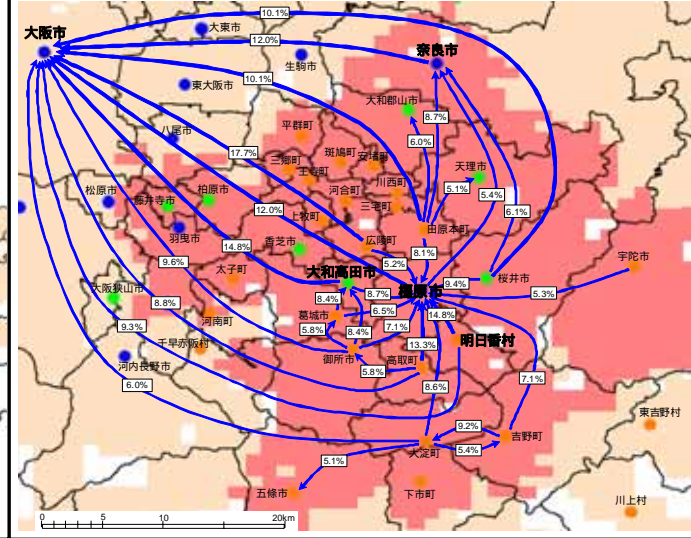 10.1%
大阪市
大東市
12.0%
奈良市
生駒市
10.1%
東大阪市
大和郡山市
8.7%
八尾市
平群町
6.0%
17.7%
斑鳩町
安堵町
三郷町
王寺町
天理市
川西町
5.1%
5.4%
松原市
柏原市
河合町
藤井寺市
三宅町
12.0%
上牧町
6.1%
羽曳市
田原本町
14.8%
香芝市
広陵町
8.1%
9.6%
5.2%
宇陀市
太子町
大和高田市
9.4%
桜井市
大阪狭山市
8.7%
橿原市
5.3%
8.8%
8.4%
葛城市
6.5%
14.8%
河南町
9.3%
5.8%
8.4%
7.1%
明日香村
千早赤阪村
13.3%
御所市
高取町
河内長野市
5.8%
7.1%
6.0%
8.6%
東吉野村
9.2%
吉野町
大淀町
5.4%
5.1%
五條市
下市町
川上村
0
5
10
20km